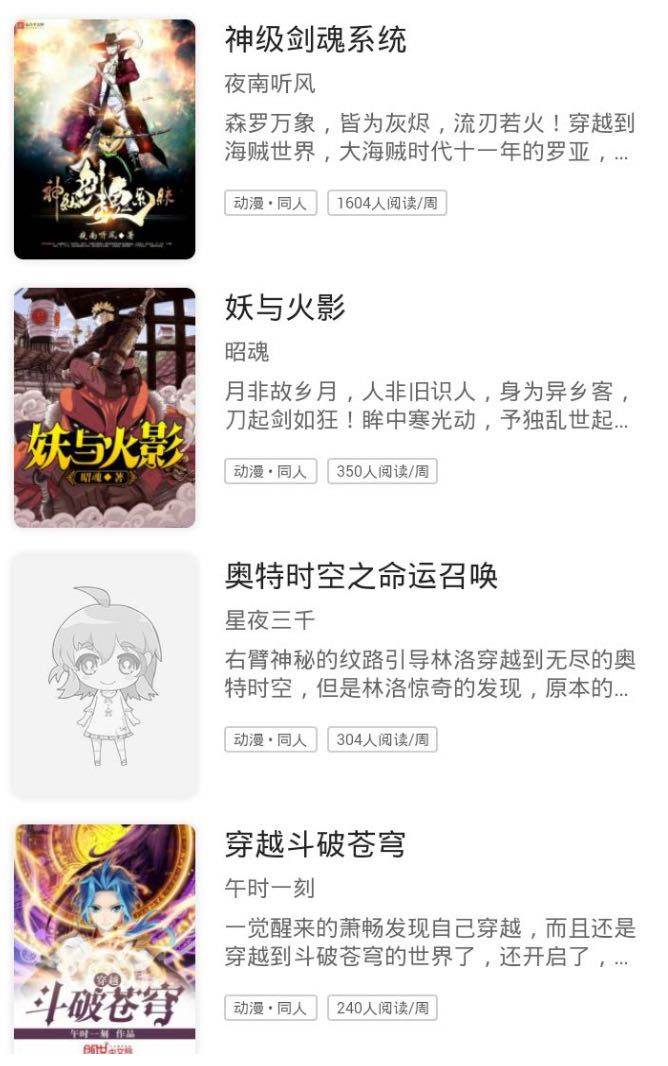 神级剑魂系统
夜南听风
森罗万象，皆为灰烬，流刃若火！穿越到
海贼世界，大海贼时代十一年的罗亚，...
动漫·同人 1604人阅读/周
神级剑魂系统
夜南听风◆著
妖与火影
昭魂
月非故乡月，人非旧识人，身为异乡客，
刀起剑如狂！眸中寒光动，予独乱世起...
动漫·同人 350人阅读/周
妖与火影
昭魂◆著
奥特时空之命运召唤
星夜三千
右臂神秘的纹路引导林洛穿越到无尽的奥
特时空，但是林洛惊奇的发现，原本的...
动漫·同人 304人阅读/周
穿越斗破苍穹
午时一刻
一觉醒来的萧畅发现自己穿越，而且还是
穿越到斗破苍穹的世界了，还开启了，...
动漫·同人 240人阅读/周
穿越
斗破苍穹
午时一刻 作品